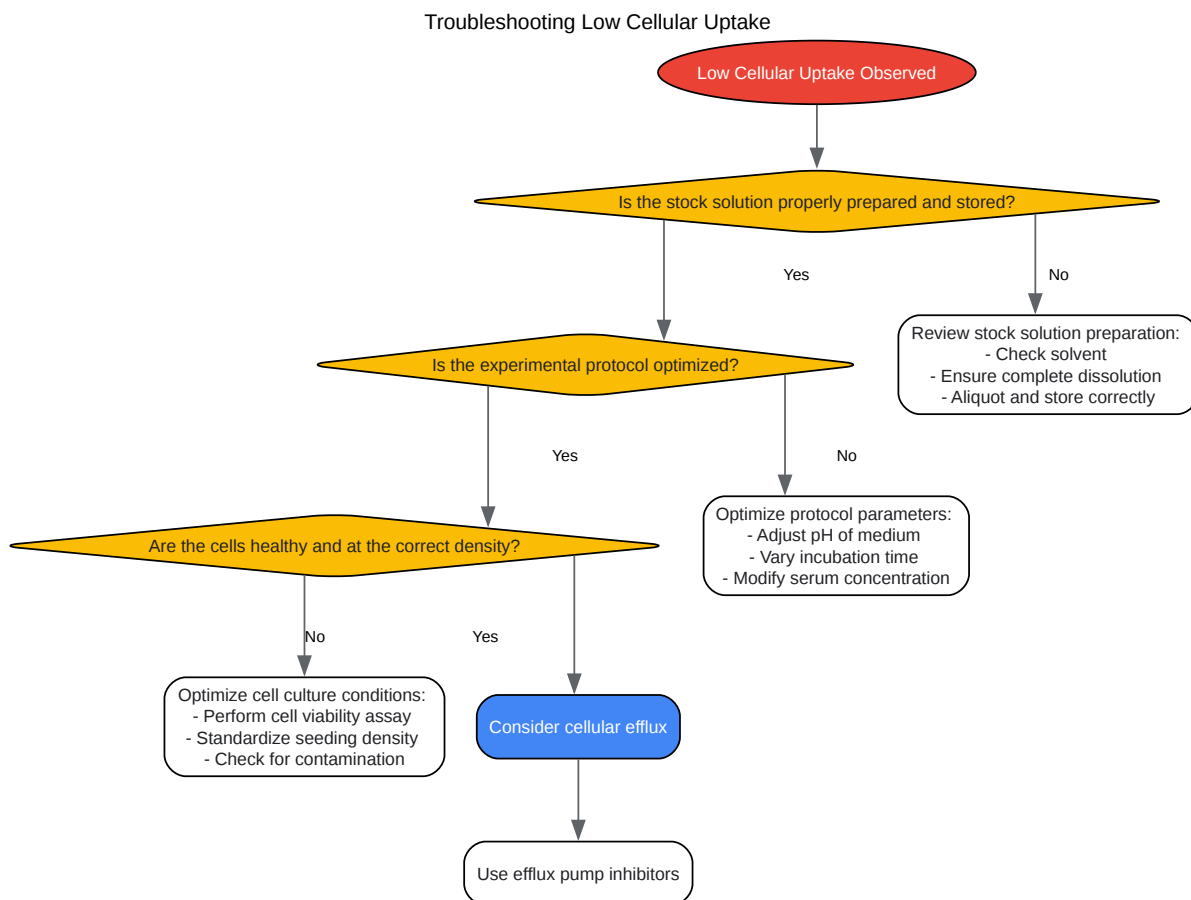 Troubleshooting Low Cellular Uptake
Low Cellular Uptake Observed
Is the stock solution properly prepared and stored?
Yes
No
Review stock solution preparation:
- Check solvent
- Ensure complete dissolution
- Aliquot and store correctly
Is the experimental protocol optimized?
Yes
No
Optimize protocol parameters:
- Adjust pH of medium
- Vary incubation time
- Modify serum concentration
Are the cells healthy and at the correct density?
No
Yes
Optimize cell culture conditions:
- Perform cell viability assay
- Standardize seeding density
- Check for contamination
Consider cellular efflux
Use efflux pump inhibitors